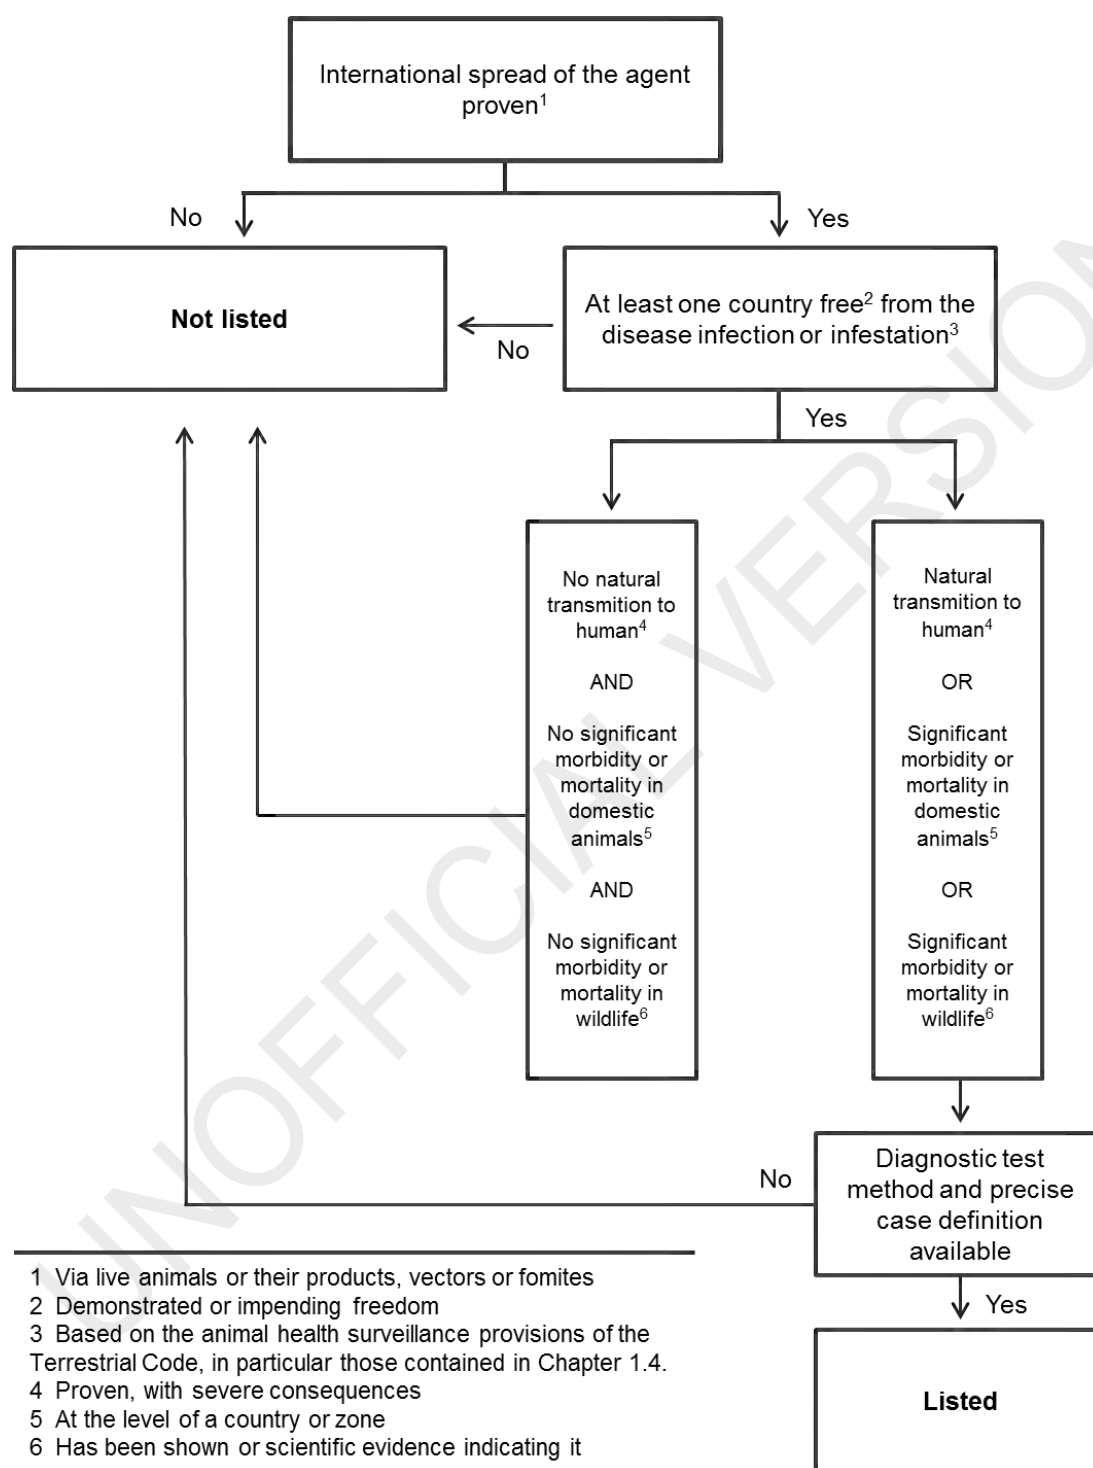 International spread of the agent
proven¹
No
Yes
Not listed
At least one country free² from the
disease infection or infestation³
No
Yes
No natural
transmition to
human⁴
AND
No significant
morbidity or
mortality in
domestic
animals⁵
AND
No significant
morbidity or
mortality in
wildlife⁶
Natural
transmition to
human⁴
OR
Significant
morbidity or
mortality in
domestic
animals⁵
OR
Significant
morbidity or
mortality in
wildlife⁶
No
Diagnostic test
method and precise
case definition
available
Yes
Listed
1 Via live animals or their products, vectors or fomites
2 Demonstrated or impending freedom
3 Based on the animal health surveillance provisions of the
Terrestrial Code, in particular those contained in Chapter 1.4.
4 Proven, with severe consequences
5 At the level of a country or zone
6 Has been shown or scientific evidence indicating it
UNOFFICIAL VERSION